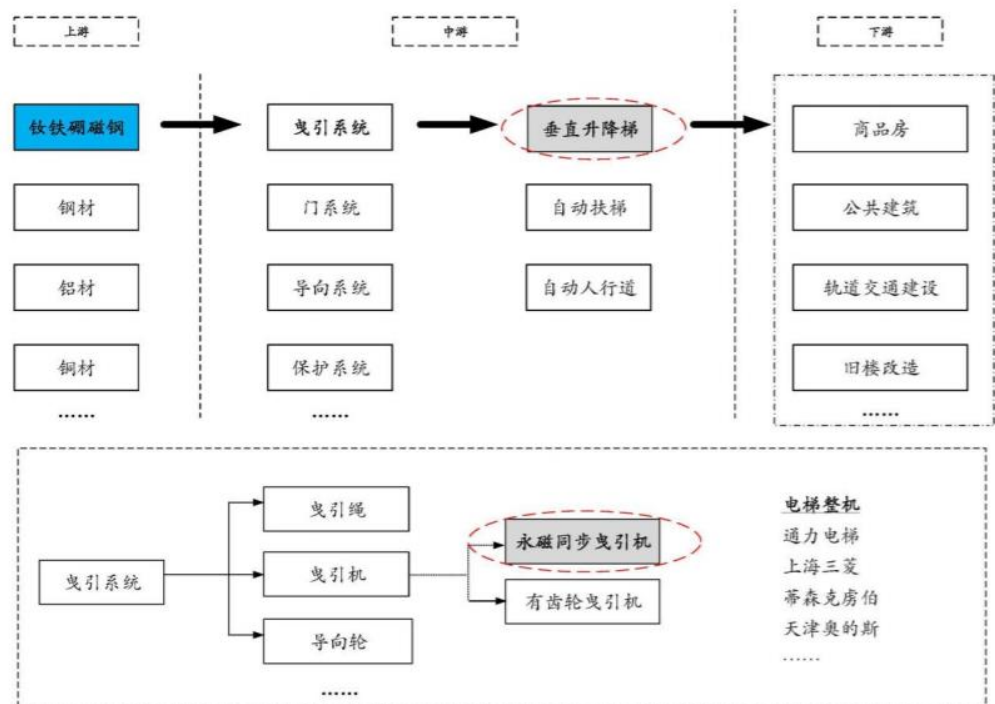 上游
中游
下游
钕铁硼磁钢
曳引系统
垂直升降梯
商品房
钢材
门系统
自动扶梯
公共建筑
铝材
导向系统
自动人行道
轨道交通建设
铜材
保护系统
旧楼改造
……
……
……
曳引系统
曳引绳
曳引机
导向轮
……
永磁同步曳引机
有齿轮曳引机
电梯整机
通力电梯
上海三菱
蒂森克虏伯
天津奥的斯
……